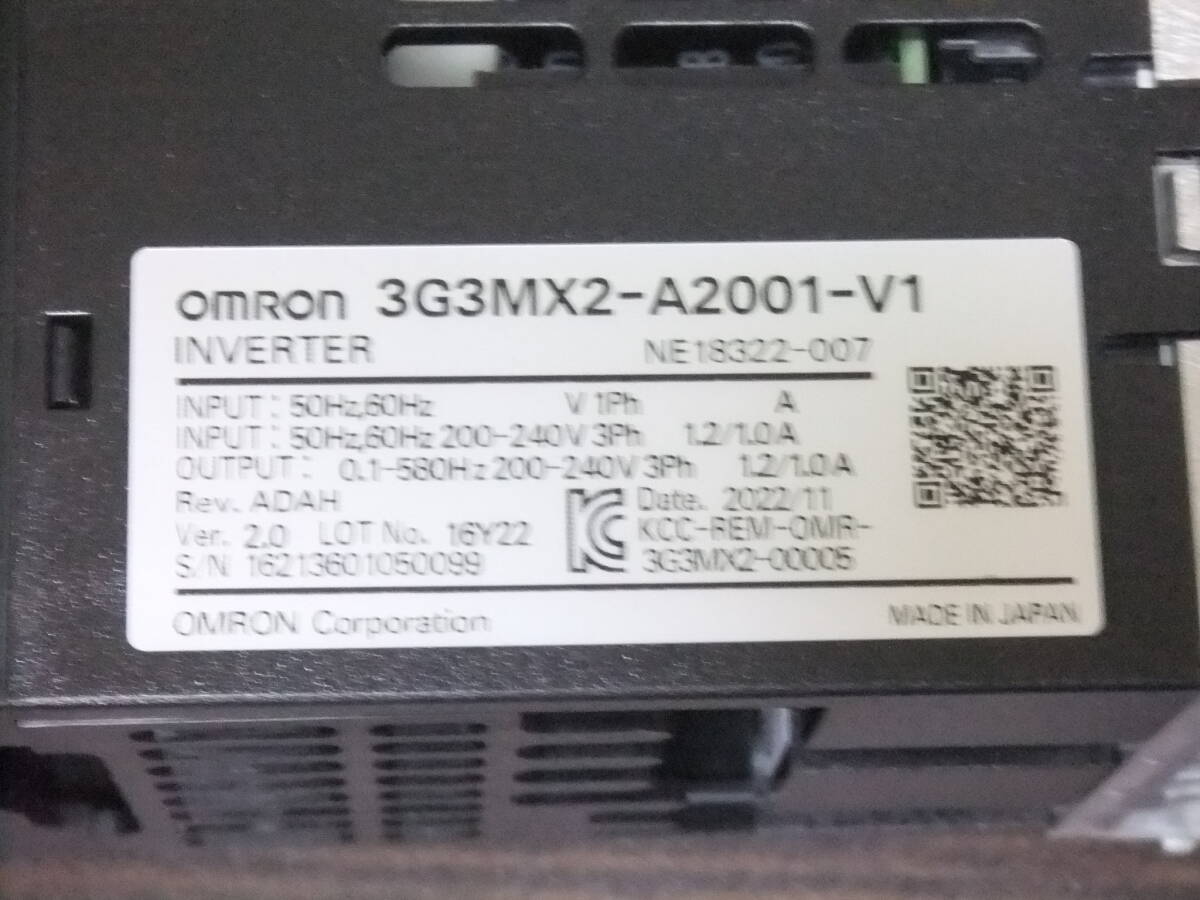 OMRON 3G3MX2-A2001-V1
INVERTER NE18322-007
INPUT : 50Hz,60Hz V 1Ph A
INPUT : 50Hz,60Hz 200-240V 3Ph 1.2/1.0 A
OUTPUT : 0.1-580Hz 200-240V 3Ph 1.2/1.0 A
Rev. ADAH Date. 2022/11
Ver. 2.0 LOT No. 16Y22 KCC-REM-OMR-
S/N 16213601050099 3G3MX2-00005
OMRON Corporation MADE IN JAPAN